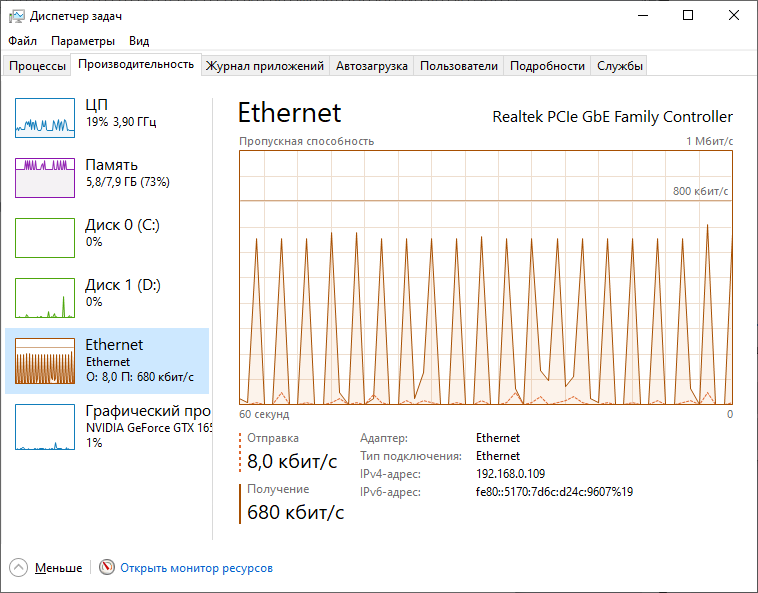 Диспетчер задач
Файл Параметры Вид
Процессы Производительность Журнал приложений Автозагрузка Пользователи Подробности Службы
ЦП
19% 3,90 ГГц
Память
5,8/7,9 ГБ (73%)
Диск 0 (C:)
0%
Диск 1 (D:)
0%
Ethernet
Ethernet
О: 8,0 П: 680 кбит/с
Графический про
NVIDIA GeForce GTX 165
1%
Ethernet
Realtek PCIe GbE Family Controller
Пропускная способность
1 Мбит/с
800 кбит/с
60 секунд
0
Отправка
8,0 кбит/с
Получение
680 кбит/с
Адаптер: Ethernet
Тип подключения: Ethernet
IPv4-адрес: 192.168.0.109
IPv6-адрес: fe80::5170:7d6c:d24c:9607%19
Меньше
Открыть монитор ресурсов